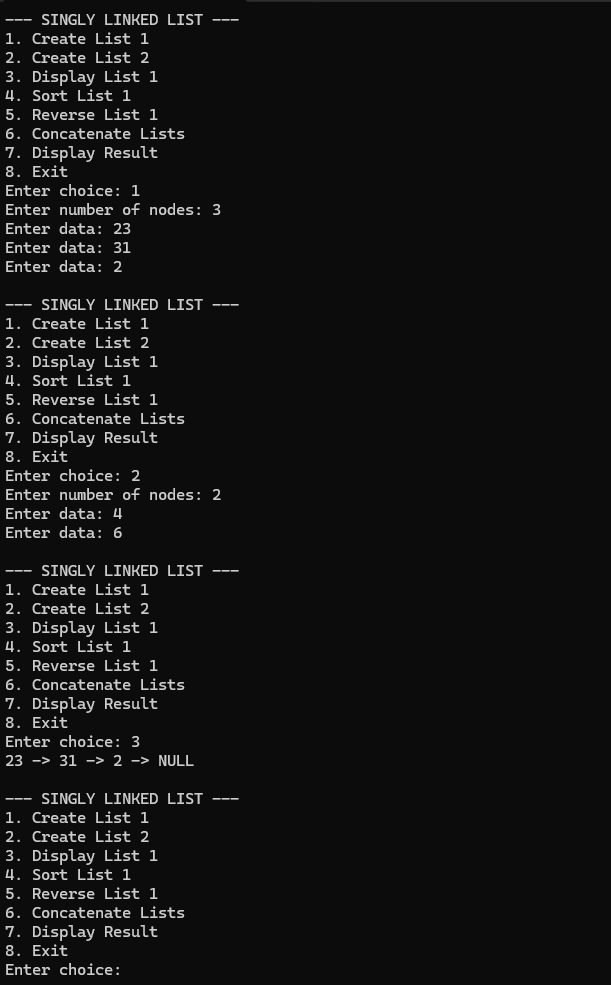 --- SINGLY LINKED LIST ---
1. Create List 1
2. Create List 2
3. Display List 1
4. Sort List 1
5. Reverse List 1
6. Concatenate Lists
7. Display Result
8. Exit
Enter choice: 1
Enter number of nodes: 3
Enter data: 23
Enter data: 31
Enter data: 2

--- SINGLY LINKED LIST ---
1. Create List 1
2. Create List 2
3. Display List 1
4. Sort List 1
5. Reverse List 1
6. Concatenate Lists
7. Display Result
8. Exit
Enter choice: 2
Enter number of nodes: 2
Enter data: 4
Enter data: 6

--- SINGLY LINKED LIST ---
1. Create List 1
2. Create List 2
3. Display List 1
4. Sort List 1
5. Reverse List 1
6. Concatenate Lists
7. Display Result
8. Exit
Enter choice: 3
23 -> 31 -> 2 -> NULL

--- SINGLY LINKED LIST ---
1. Create List 1
2. Create List 2
3. Display List 1
4. Sort List 1
5. Reverse List 1
6. Concatenate Lists
7. Display Result
8. Exit
Enter choice: